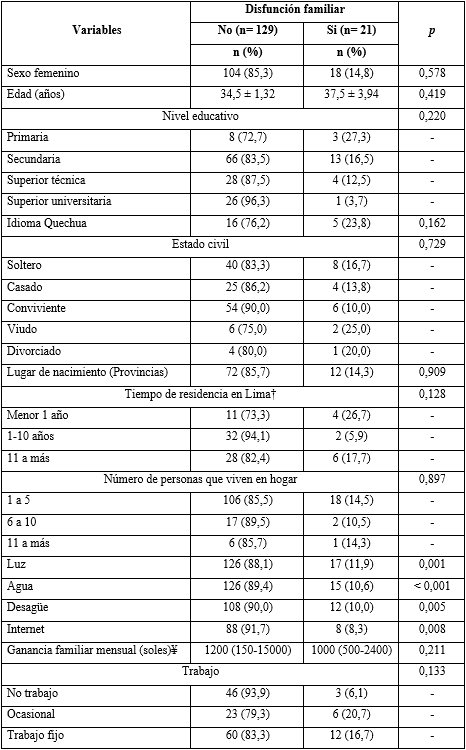 Variables Disfunción familiar p
No (n= 129) Si (n= 21)
n (%) n (%)
Sexo femenino 104 (85,3) 18 (14,8) 0,578
Edad (años) 34,5 ± 1,32 37,5 ± 3,94 0,419
Nivel educativo 0,220
Primaria 8 (72,7) 3 (27,3) -
Secundaria 66 (83,5) 13 (16,5) -
Superior técnica 28 (87,5) 4 (12,5) -
Superior universitaria 26 (96,3) 1 (3,7) -
Idioma Quechua 16 (76,2) 5 (23,8) 0,162
Estado civil 0,729
Soltero 40 (83,3) 8 (16,7) -
Casado 25 (86,2) 4 (13,8) -
Conviviente 54 (90,0) 6 (10,0) -
Viudo 6 (75,0) 2 (25,0) -
Divorciado 4 (80,0) 1 (20,0) -
Lugar de nacimiento (Provincias) 72 (85,7) 12 (14,3) 0,909
Tiempo de residencia en Lima† 0,128
Menor 1 año 11 (73,3) 4 (26,7) -
1-10 años 32 (94,1) 2 (5,9) -
11 a más 28 (82,4) 6 (17,7) -
Número de personas que viven en hogar 0,897
1 a 5 106 (85,5) 18 (14,5) -
6 a 10 17 (89,5) 2 (10,5) -
11 a más 6 (85,7) 1 (14,3) -
Luz 126 (88,1) 17 (11,9) 0,001
Agua 126 (89,4) 15 (10,6) < 0,001
Desagüe 108 (90,0) 12 (10,0) 0,005
Internet 88 (91,7) 8 (8,3) 0,008
Ganancia familiar mensual (soles)¥ 1200 (150-15000) 1000 (500-2400) 0,211
Trabajo 0,133
No trabajo 46 (93,9) 3 (6,1) -
Ocasional 23 (79,3) 6 (20,7) -
Trabajo fijo 60 (83,3) 12 (16,7) -